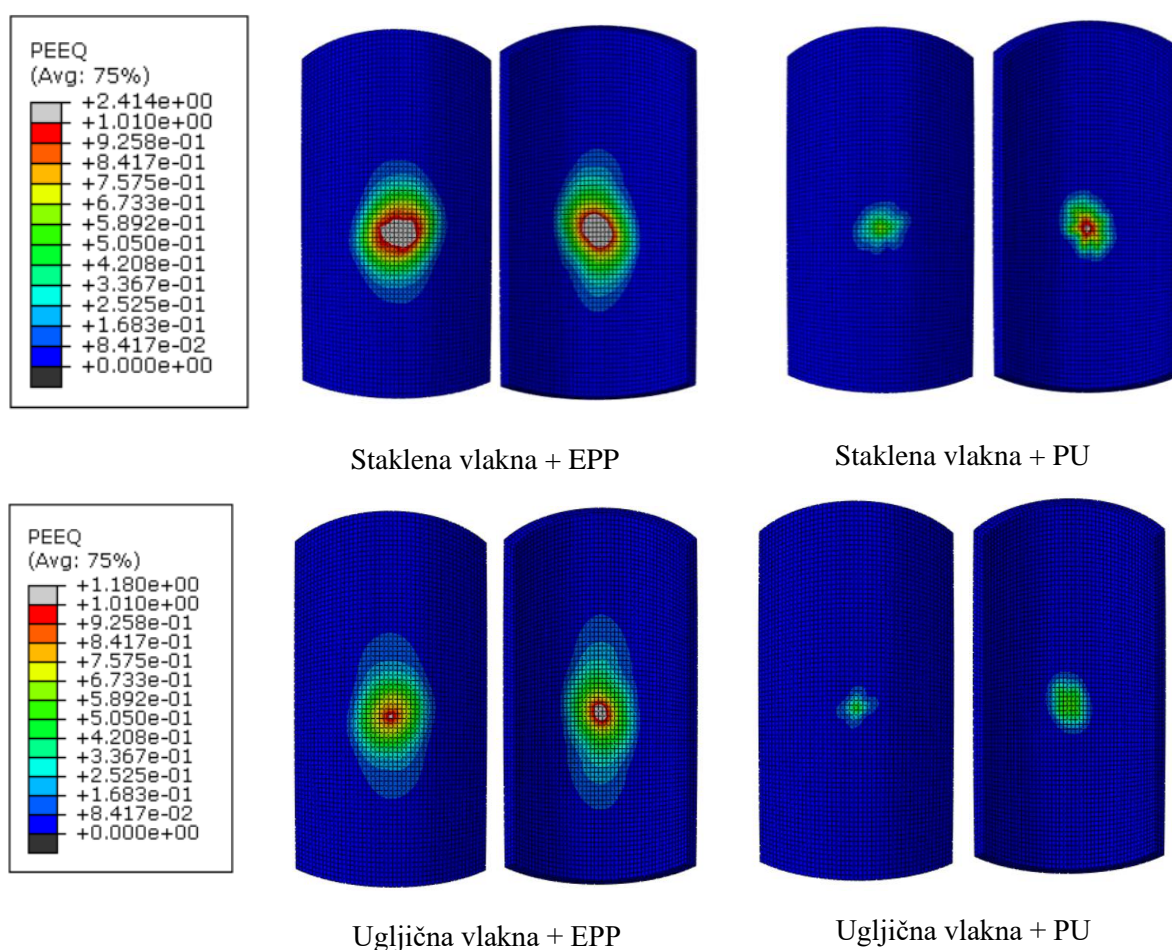 PEEQ
(Avg: 75%)
+2.414e+00
+1.010e+00
+9.258e-01
+8.417e-01
+7.575e-01
+6.733e-01
+5.892e-01
+5.050e-01
+4.208e-01
+3.367e-01
+2.525e-01
+1.683e-01
+8.417e-02
+0.000e+00
Staklena vlakna + EPP
Staklena vlakna + PU
PEEQ
(Avg: 75%)
+1.180e+00
+1.010e+00
+9.258e-01
+8.417e-01
+7.575e-01
+6.733e-01
+5.892e-01
+5.050e-01
+4.208e-01
+3.367e-01
+2.525e-01
+1.683e-01
+8.417e-02
+0.000e+00
Ugljična vlakna + EPP
Ugljična vlakna + PU